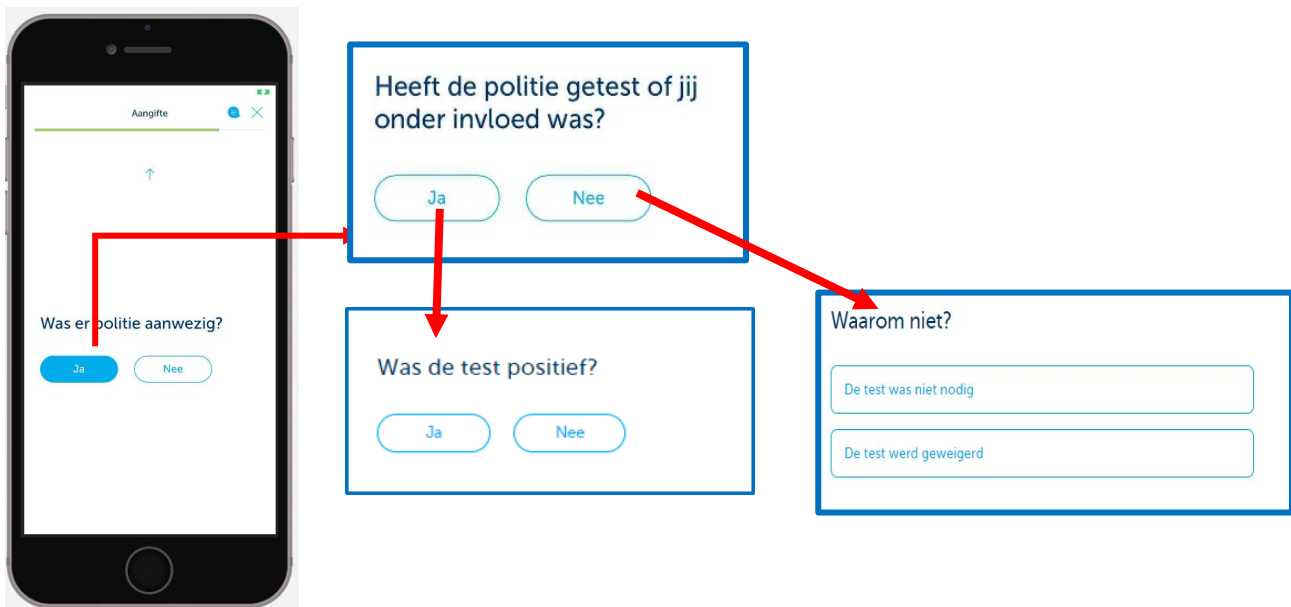 Aangifte
Was er politie aanwezig?
Ja
Nee
Heeft de politie getest of jij
onder invloed was?
Ja
Nee
Was de test positief?
Ja
Nee
Waarom niet?
De test was niet nodig
De test werd geweigerd